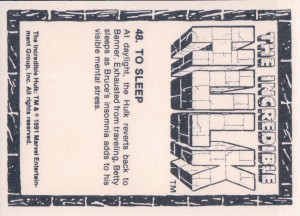 THE INCREDIBLE
HULK™
48. TO SLEEP
At daylight, the Hulk reverts back to
Banner. Exhausted from traveling, Betty
sleeps as Bruce's insomnia adds to his
visible mental stress.
The Incredible Hulk: TM & © 1991 Marvel Entertain-
ment Group, Inc. All rights reserved.